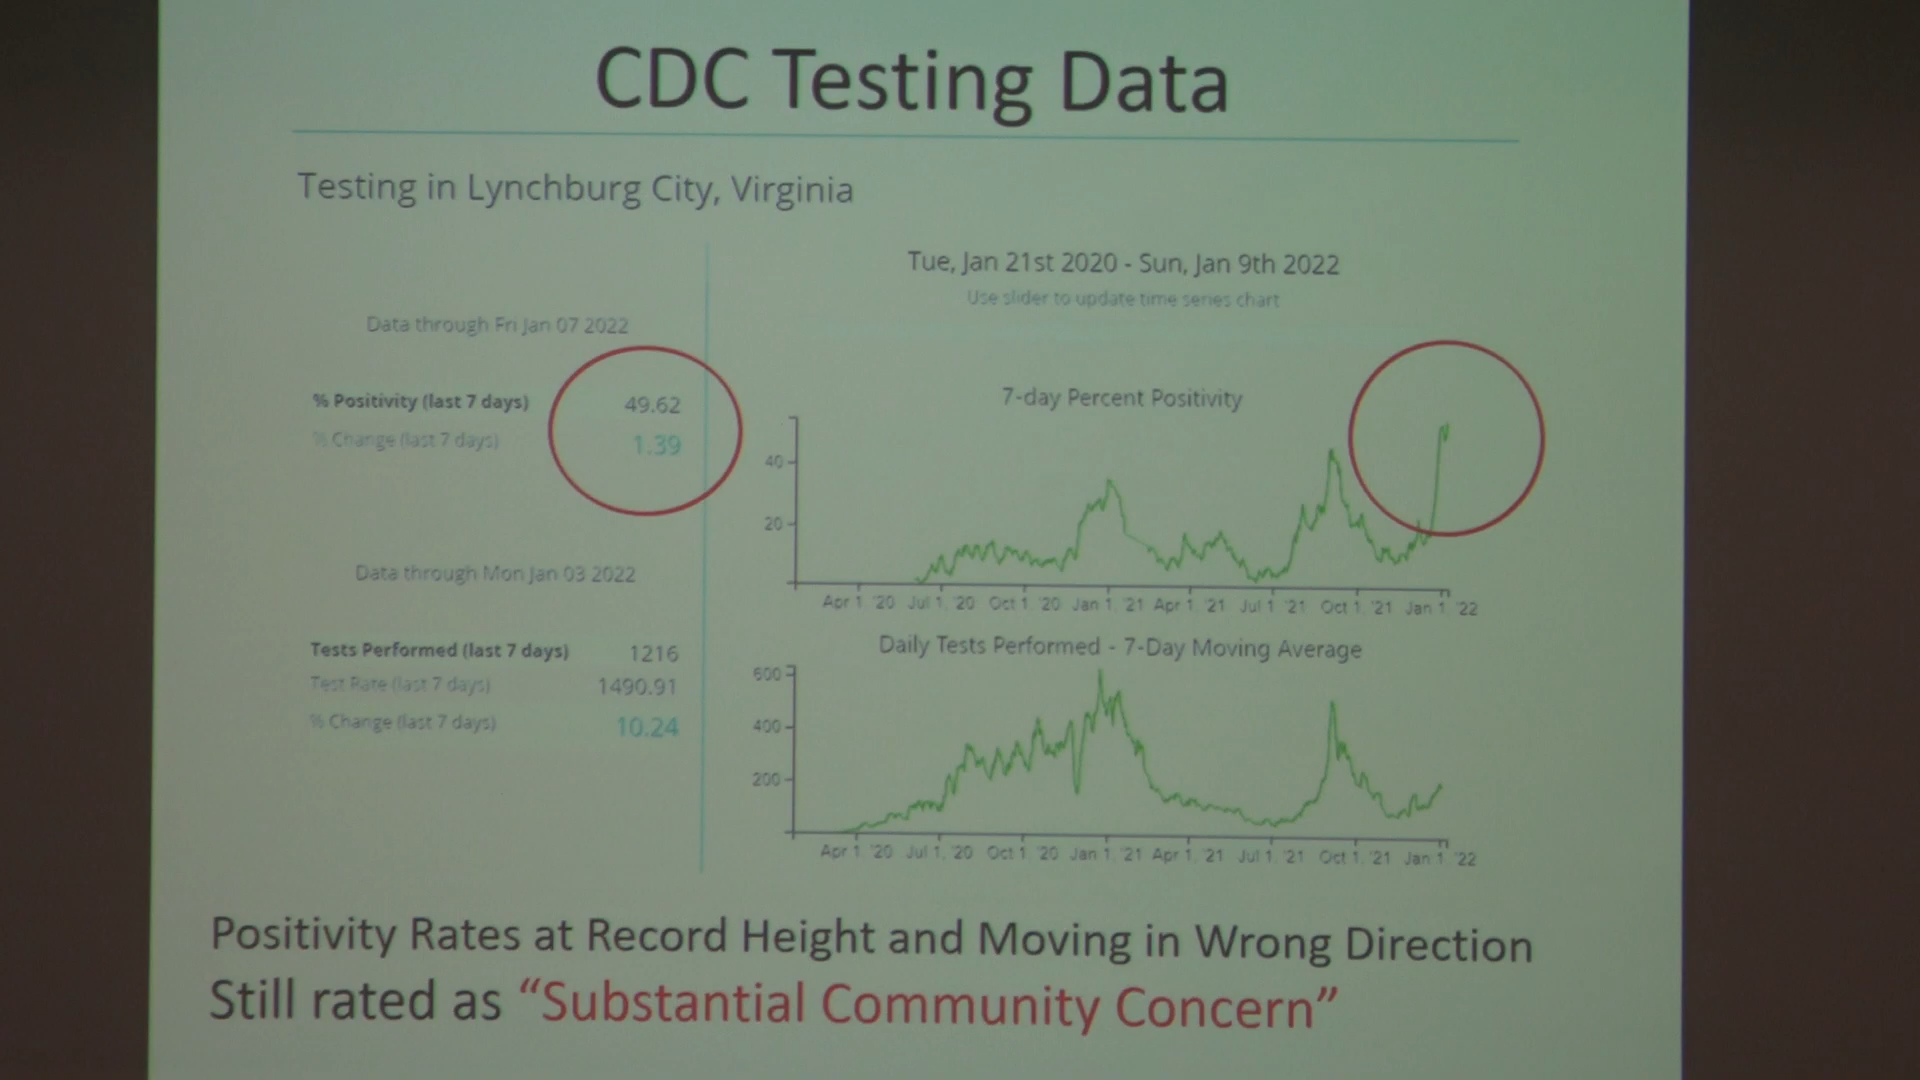 CDC Testing Data
Testing in Lynchburg City, Virginia
Tue, Jan 21st 2020 - Sun, Jan 9th 2022
Use slider to update time series chart
Data through Fri Jan 07 2022
% Positivity (last 7 days) 49.62
% Change (last 7 days) 1.39
Data through Mon Jan 03 2022
Tests Performed (last 7 days) 1216
Test Rate (last 7 days) 1490.91
% Change (last 7 days) 10.24
7-day Percent Positivity
40
20
Apr 1, '20 Jul 1, '20 Oct 1, '20 Jan 1, '21 Apr 1, '21 Jul 1, '21 Oct 1, '21 Jan 1, '22
Daily Tests Performed - 7-Day Moving Average
600
400
200
Apr 1, '20 Jul 1, '20 Oct 1, '20 Jan 1, '21 Apr 1, '21 Jul 1, '21 Oct 1, '21 Jan 1, '22
Positivity Rates at Record Height and Moving in Wrong Direction
Still rated as “Substantial Community Concern”